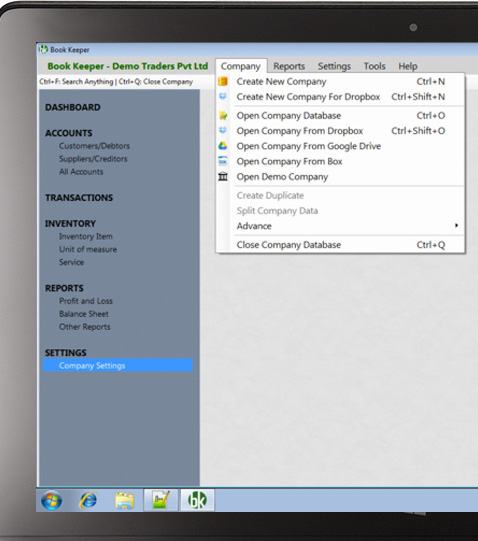 Book Keeper
Book Keeper - Demo Traders Pvt Ltd Company Reports Settings Tools Help
Ctrl+F: Search Anything | Ctrl+Q: Close Company
Create New Company Ctrl+N
Create New Company For Dropbox Ctrl+Shift+N
Open Company Database Ctrl+O
Open Company From Dropbox Ctrl+Shift+O
Open Company From Google Drive
Open Company From Box
Open Demo Company
Create Duplicate
Split Company Data
Advance
Close Company Database Ctrl+Q
DASHBOARD
ACCOUNTS
Customers/Debtors
Suppliers/Creditors
All Accounts
TRANSACTIONS
INVENTORY
Inventory Item
Unit of measure
Service
REPORTS
Profit and Loss
Balance Sheet
Other Reports
SETTINGS
Company Settings
bk